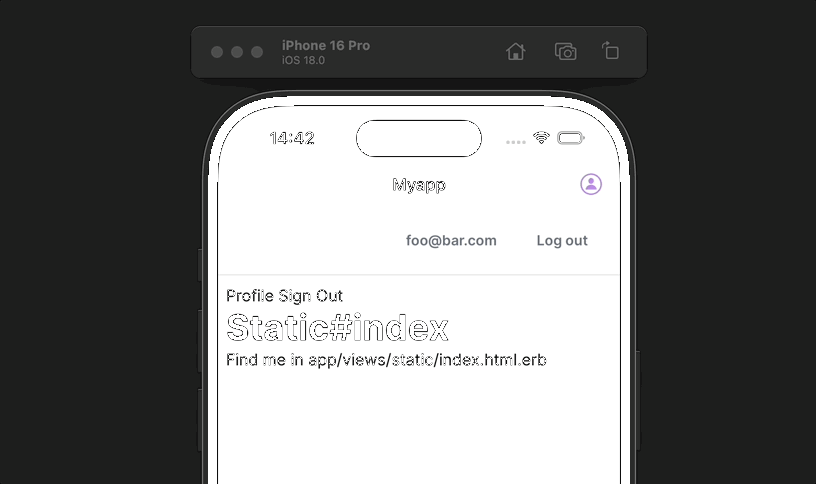 iPhone 16 Pro
iOS 18.0
14:42
Myapp
foo@bar.com Log out
Profile Sign Out
Static#index
Find me in app/views/static/index.html.erb